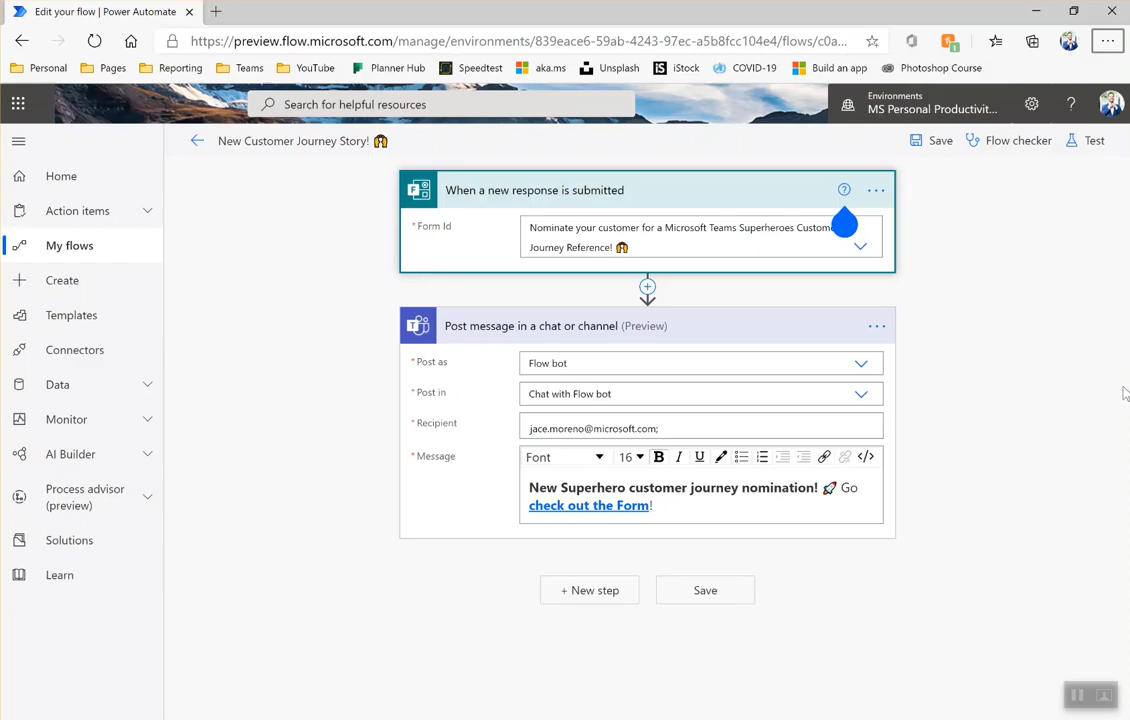 Edit your flow | Power Automate
https://preview.flow.microsoft.com/manage/environments/839eace6-59ab-4243-97ec-a5b8fcc104e4/flows/c0a...
1
Personal
Pages
Reporting
Teams
YouTube
Planner Hub
Speedtest
aka.ms
Unsplash
iStock
COVID-19
Build an app
Photoshop Course
Search for helpful resources
Environments
MS Personal Productivit...
New Customer Journey Story! 🙌
Save
Flow checker
Test
Home
Action items
My flows
Create
Templates
Connectors
Data
Monitor
AI Builder
Process advisor
(preview)
Solutions
Learn
When a new response is submitted
* Form Id
Nominate your customer for a Microsoft Teams Superheroes Custome
Journey Reference! 🙌
Post message in a chat or channel (Preview)
* Post as
Flow bot
* Post in
Chat with Flow bot
* Recipient
jace.moreno@microsoft.com;
* Message
Font
16
B I U
</>
New Superhero customer journey nomination! 🚀 Go
check out the Form!
+ New step
Save